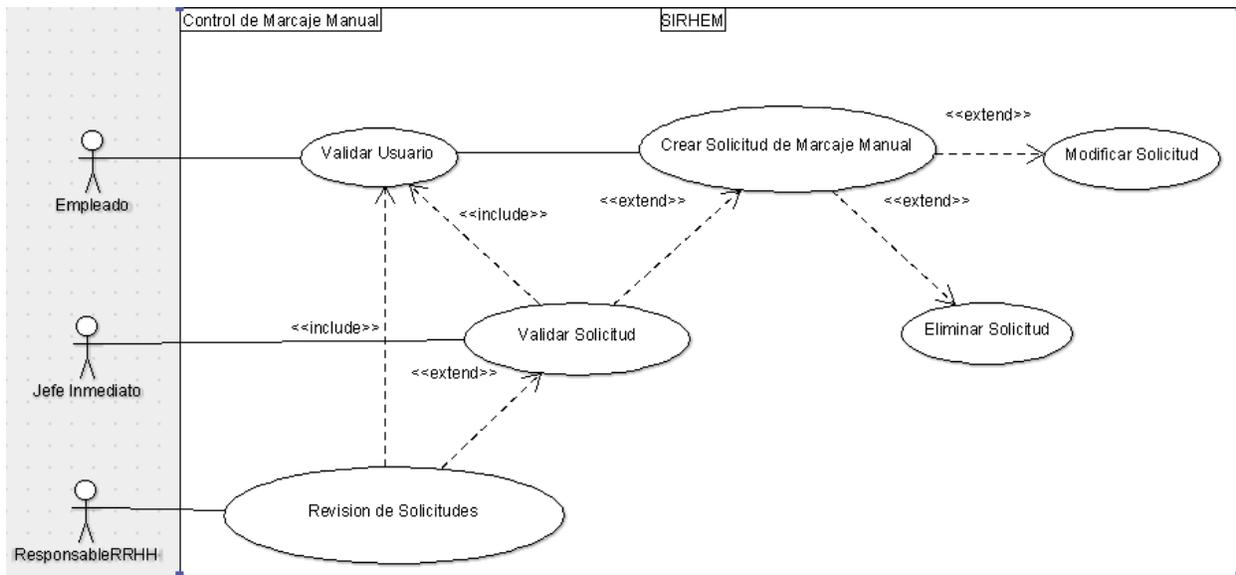 Control de Marcaje Manual
SIRHEM
<<extend>>
Validar Usuario
Crear Solicitud de Marcaje Manual
Modificar Solicitud
Empleado
<<include>>
<<extend>>
<<extend>>
<<include>>
Validar Solicitud
Eliminar Solicitud
Jefe Inmediato
<<extend>>
Revision de Solicitudes
ResponsableRRHH